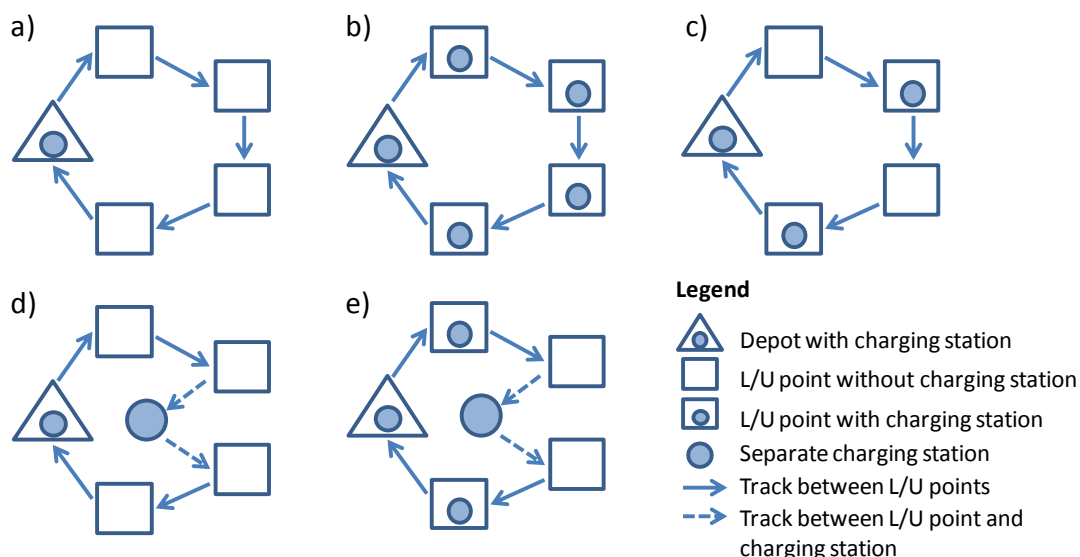 a)
b)
c)
d)
e)
Legend
Depot with charging station
L/U point without charging station
L/U point with charging station
Separate charging station
Track between L/U points
Track between L/U point and
charging station